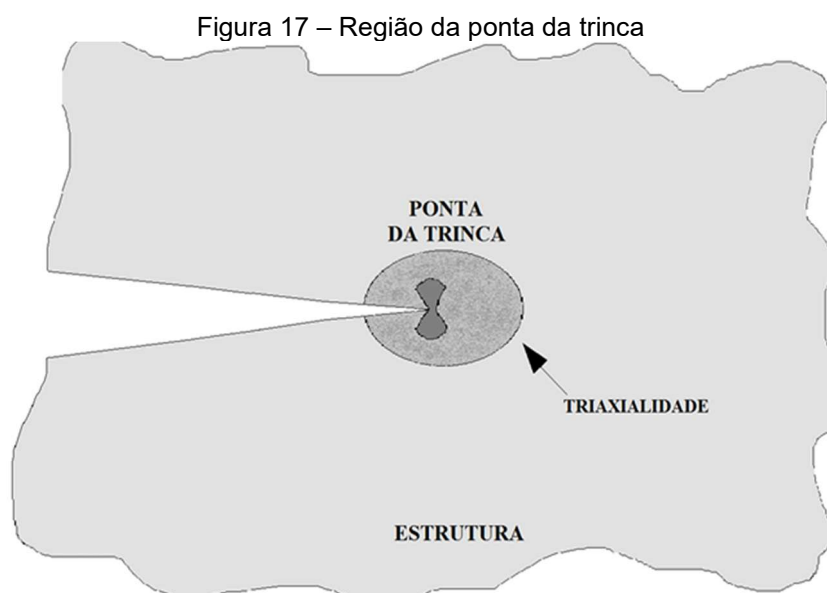 Figura 17 – Região da ponta da trinca
PONTA
DA TRINCA
TRIAXIALIDADE
ESTRUTURA